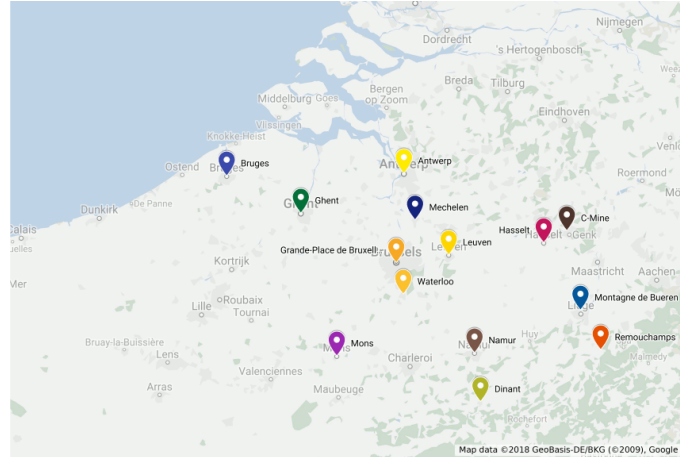 Nijmegen
Dordrecht
's Hertogenbosch
Breda
Tilburg
Bergen
op Zoom
Middelburg
Goes
Eindhoven
Vlissingen
Knokke-Heist
Antwerp
Bruges
Ostend
Roermond
Ghent
Mechelen
De Panne
Dunkirk
C-Mine
Hasselt
Genk
Calais
Leuven
Grande-Place de Bruxell
Brussels
Kortrijk
Maastricht
Aachen
Waterloo
Montagne de Bueren
Roubaix
Lille
Tournai
Remouchamps
Huy
Namur
Mons
Bruay-la-Buissière
Malmedy
Lens
Charleroi
Valenciennes
Arras
Maubeuge
Dinant
Rochefort
Map data ©2018 GeoBasis-DE/BKG (©2009), Google